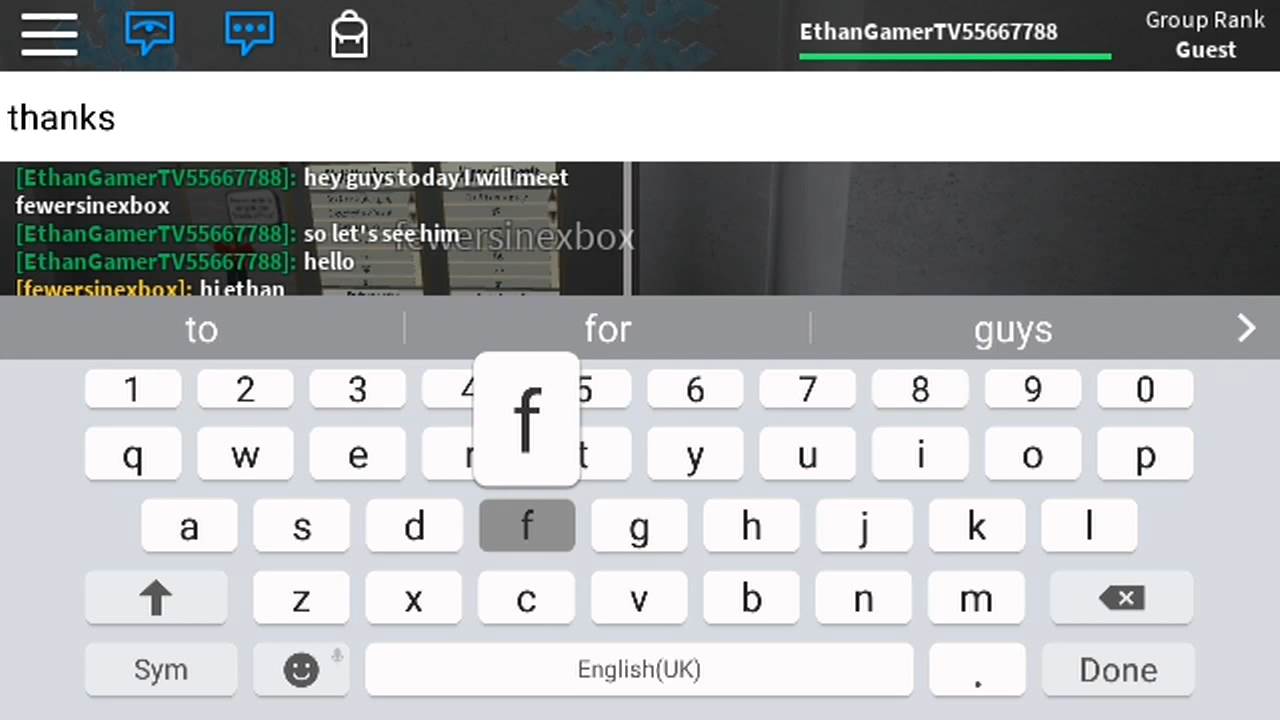 EthanGamerTV55667788
Group Rank
Guest
thanks
[EthanGamerTV55667788]: hey guys today I will meet
fewersinexbox
[EthanGamerTV55667788]: so let's see him
fewersinexbox
[EthanGamerTV55667788]: hello
[fewersinexbox]: hi ethan
to for guys
f
1 2 3 4 5 6 7 8 9 0
q w e r t y u i o p
a s d f g h j k l
z x c v b n m
Sym English(UK) . Done